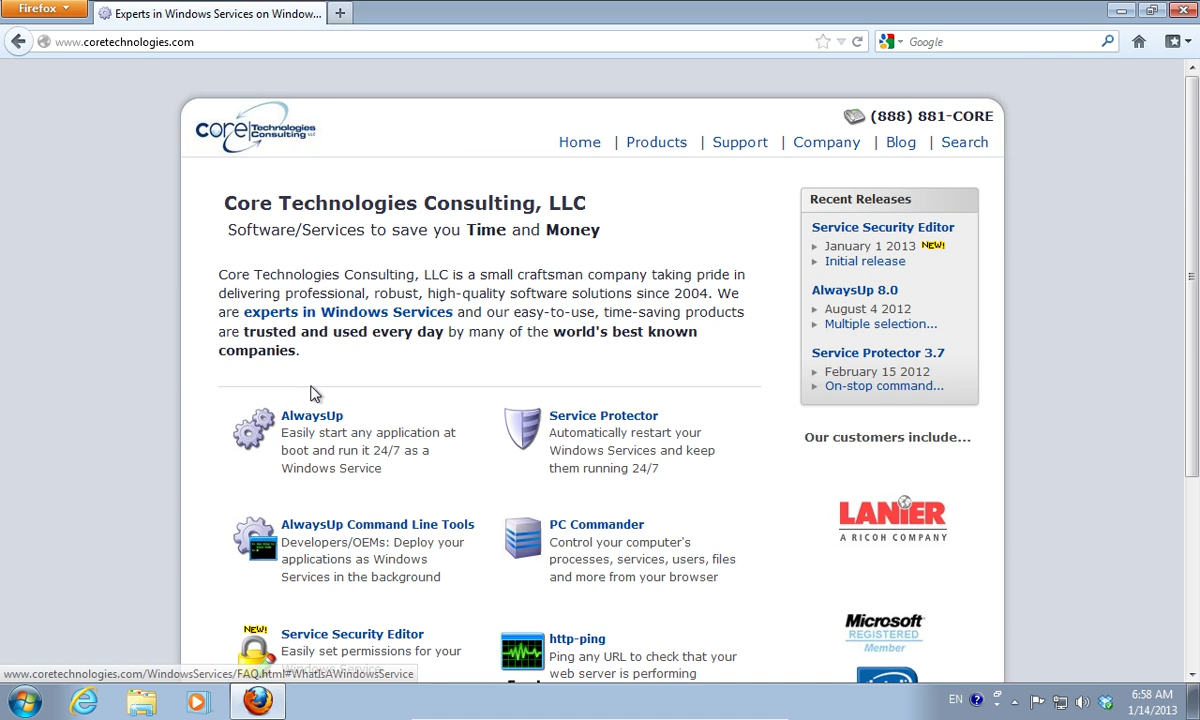 Firefox
Experts in Windows Services on Window...
www.coretechnologies.com
Google
core Technologies
Consulting, LLC
(888) 881-CORE
Home | Products | Support | Company | Blog | Search
Core Technologies Consulting, LLC
Software/Services to save you Time and Money
Core Technologies Consulting, LLC is a small craftsman company taking pride in
delivering professional, robust, high-quality software solutions since 2004. We
are experts in Windows Services and our easy-to-use, time-saving products
are trusted and used every day by many of the world's best known
companies.
Recent Releases
Service Security Editor
January 1 2013 NEW!
Initial release
AlwaysUp 8.0
August 4 2012
Multiple selection...
Service Protector 3.7
February 15 2012
On-stop command...
AlwaysUp
Easily start any application at
boot and run it 24/7 as a
Windows Service
Service Protector
Automatically restart your
Windows Services and keep
them running 24/7
Our customers include...
LANIER
A RICOH COMPANY
AlwaysUp Command Line Tools
Developers/OEMs: Deploy your
applications as Windows
Services in the background
PC Commander
Control your computer's
processes, services, users, files
and more from your browser
Microsoft
REGISTERED
Member
NEW!
Service Security Editor
Easily set permissions for your
Windows Service
http-ping
Ping any URL to check that your
web server is performing
www.coretechnologies.com/WindowsServices/FAQ.html#WhatIsAWindowsService
EN
6:58 AM
1/14/2013